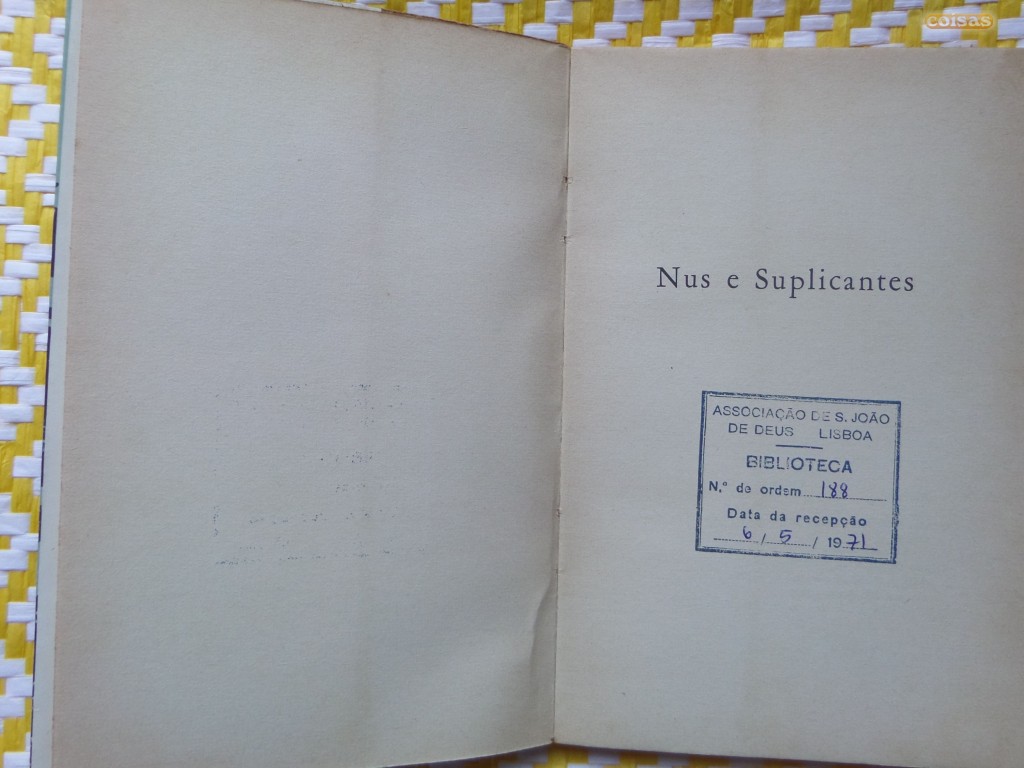 coisas
Nus e Suplicantes
ASSOCIAÇÃO DE S. JOÃO
DE DEUS LISBOA
BIBLIOTECA
N.º de ordem 188
Data da recepção
6 / 5 / 1971